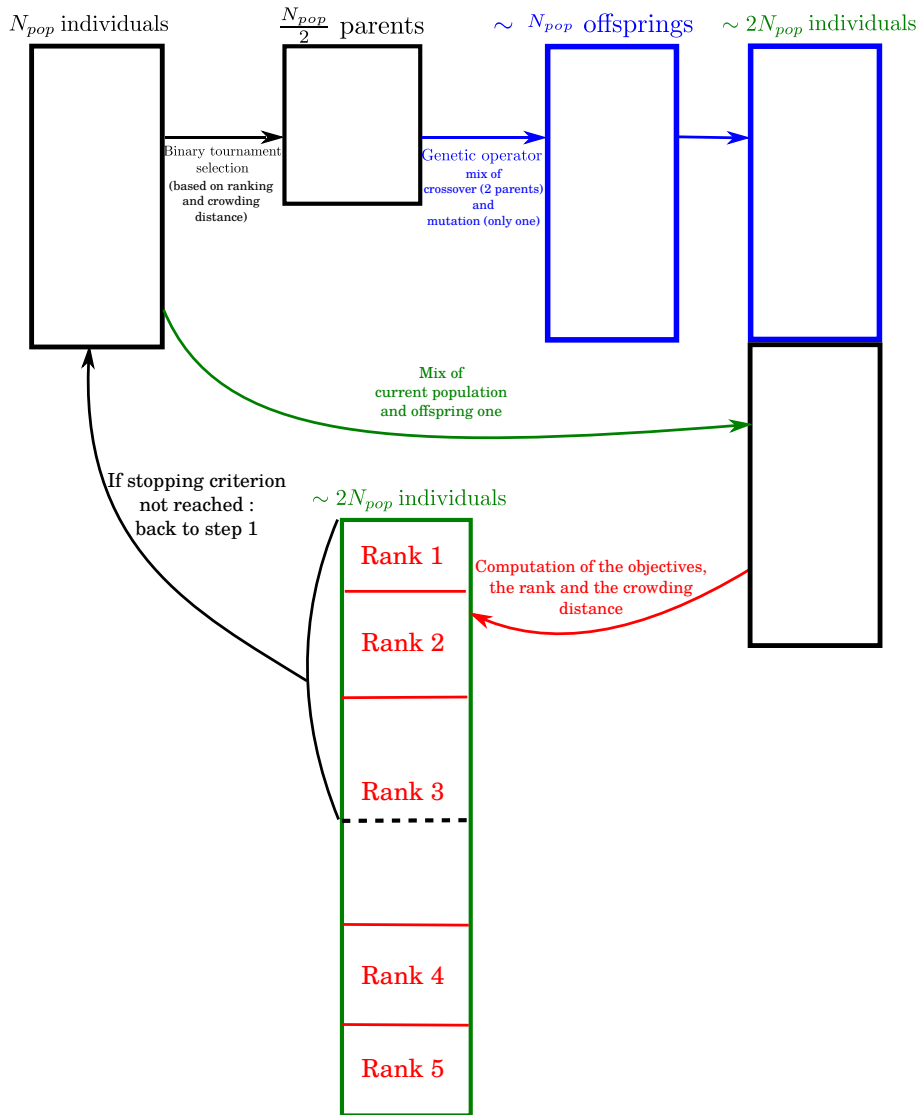 N_pop individuals
N_pop/2 parents
~ N_pop offsprings
~ 2N_pop individuals
Binary tournament
selection
(based on ranking
and crowding
distance)
Genetic operator
mix of
crossover (2 parents)
and
mutation (only one)
Mix of
current population
and offspring one
If stopping criterion
not reached :
back to step 1
~ 2N_pop individuals
Rank 1
Rank 2
Rank 3
Rank 4
Rank 5
Computation of the objectives,
the rank and the crowding
distance